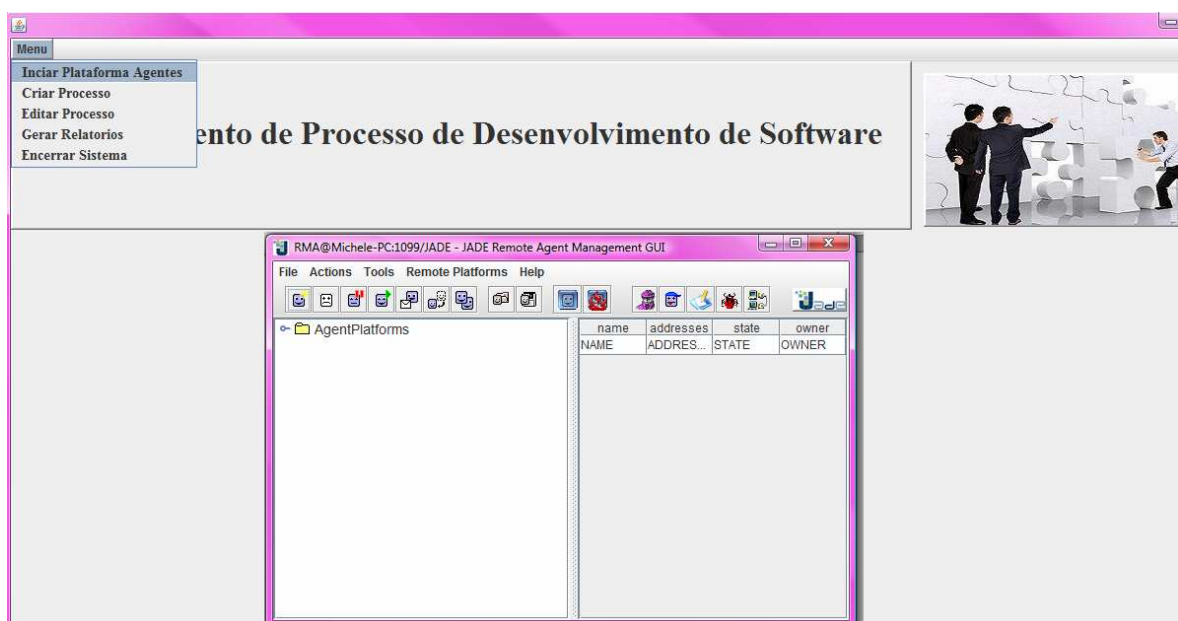 Menu
Inciar Plataforma Agentes
Criar Processo
Editar Processo
Gerar Relatorios
Encerrar Sistema
ento de Processo de Desenvolvimento de Software
RMA@Michele-PC:1099/JADE - JADE Remote Agent Management GUI
File Actions Tools Remote Platforms Help
Jade
AgentPlatforms
name addresses state owner
NAME ADDRES... STATE OWNER